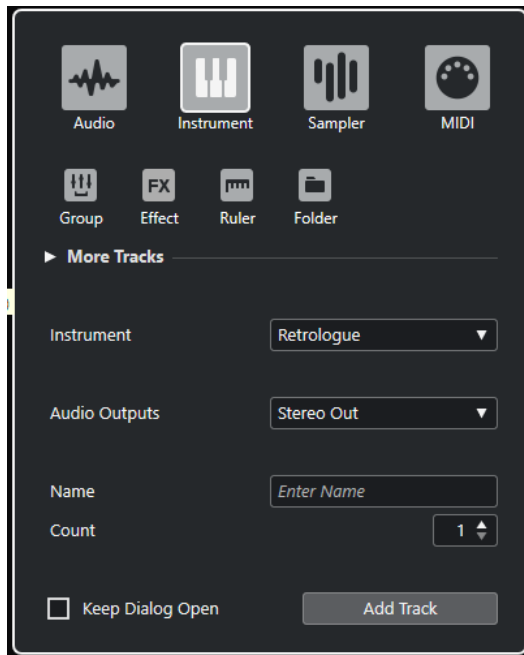 Audio Instrument Sampler MIDI
FX
Group Effect Ruler Folder
More Tracks
Instrument Retrologue
Audio Outputs Stereo Out
Name Enter Name
Count 1
Keep Dialog Open Add Track